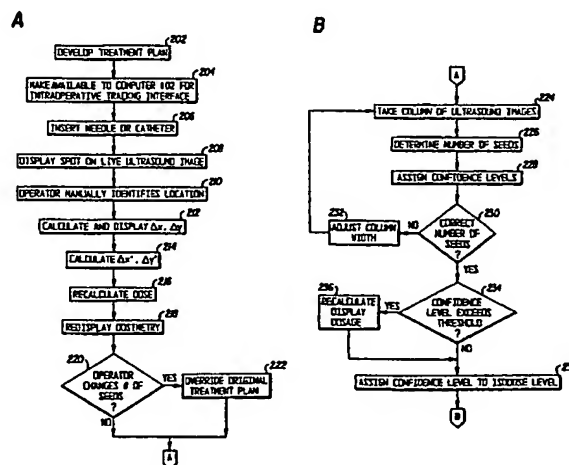 A
202
DEVELOP TREATMENT PLAN
204
MAKE AVAILABLE TO COMPUTER 102 FOR
INTRAOPERATIVE TRACKING INTERFACE
206
INSERT NEEDLE OR CATHETER
208
DISPLAY SPOT ON LIVE ULTRASOUND IMAGE
210
OPERATOR MANUALLY IDENTIFIES LOCATION
212
CALCULATE AND DISPLAY Δx, Δy
214
CALCULATE Δx', Δy'
216
RECALCULATE DOSE
218
REDISPLAY DOSIMETRY
220
OPERATOR
CHANGES # OF
SEEDS
?
YES
222
OVERRIDE ORIGINAL
TREATMENT PLAN
NO
A
B
A
224
TAKE COLUMN OF ULTRASOUND IMAGES
226
DETERMINE NUMBER OF SEEDS
228
ASSIGN CONFIDENCE LEVELS
230
CORRECT
NUMBER OF
SEEDS
?
NO
232
ADJUST COLUMN
WIDTH
YES
234
CONFIDENCE
LEVEL EXCEEDS
THRESHOLD
?
YES
236
RECALCULATE
DISPLAY
DOSAGE
NO
ASSIGN CONFIDENCE LEVEL TO ISODOSE LEVEL